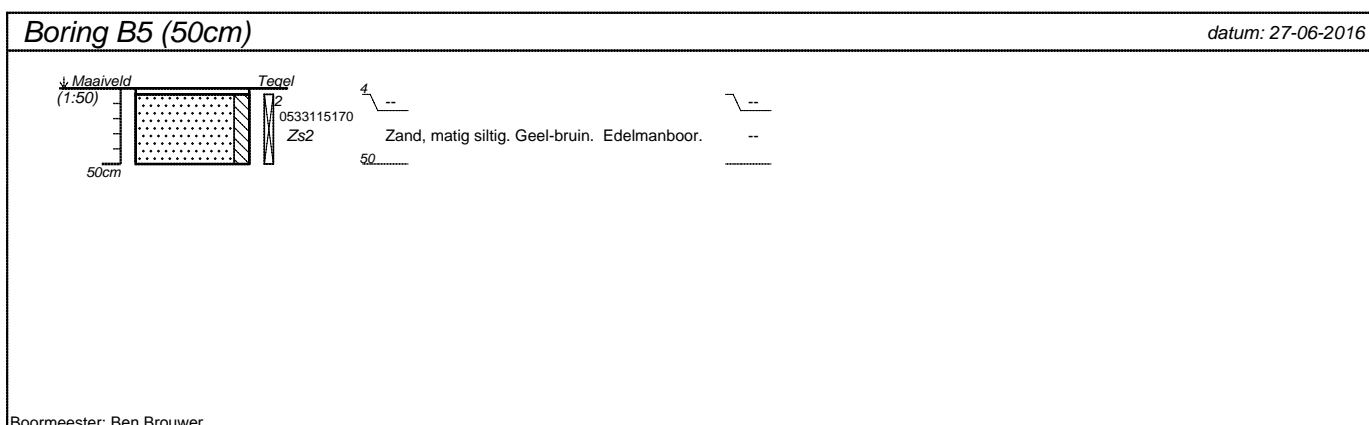 Boring B5 (50cm)
datum: 27-06-2016
Maaiveld
Tegel
(1:50)
2
0533115170
Zs2
4
--
--
Zand, matig siltig. Geel-bruin. Edelmanboor.
--
50
50cm
Boormeester: Ben Brouwer